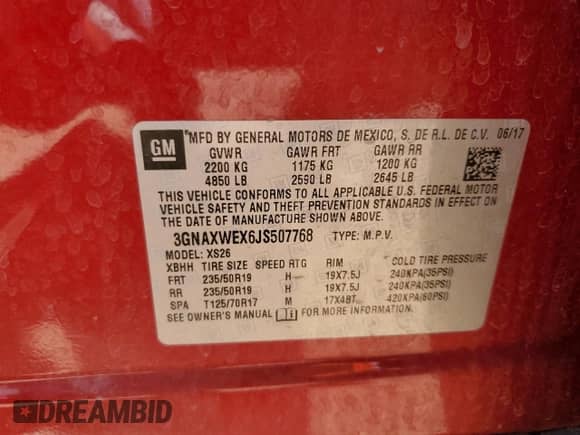 GM
MFD BY GENERAL MOTORS DE MEXICO, S. DE R.L. DE C.V. 06/17
GVWR GAWR FRT GAWR RR
2200 KG 1175 KG 1200 KG
4850 LB 2590 LB 2645 LB
THIS VEHICLE CONFORMS TO ALL APPLICABLE U.S. FEDERAL MOTOR
VEHICLE SAFETY AND THEFT PREVENTION STANDARDS
IN EFFECT ON THE DATE OF MANUFACTURE SHOWN ABOVE.
3GNAXWEX6JS507768 TYPE: M.P.V.
MODEL: XS26
XBHH TIRE SIZE SPEED RTG RIM COLD TIRE PRESSURE
FRT 235/50R19 H 19X7.5J 240KPA(35PSI)
RR 235/50R19 H 19X7.5J 240KPA(35PSI)
SPA T125/70R17 M 17X4BT 420KPA(60PSI)
SEE OWNER'S MANUAL FOR MORE INFORMATION.
DREAMBID